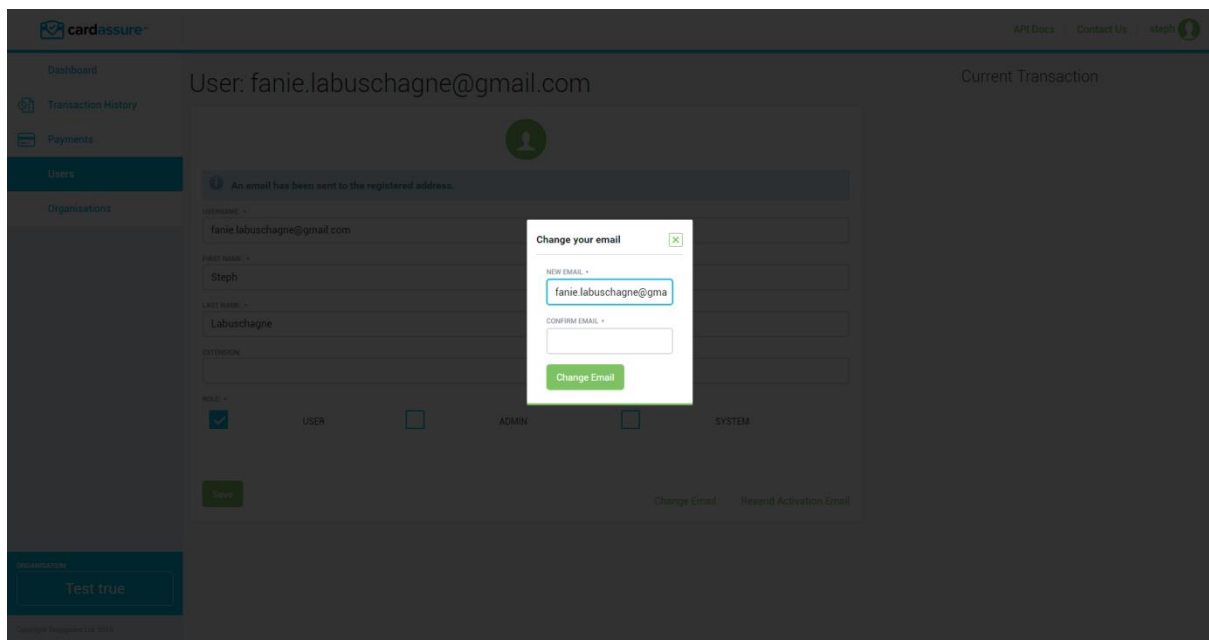 cardassure™
API Docs
Contact Us
steph
Dashboard
Transaction History
Payments
Users
Organisations
User: fanie.labuschagne@gmail.com
Current Transaction
An email has been sent to the registered address.
USERNAME *
fanie.labuschagne@gmail.com
FIRST NAME *
Steph
LAST NAME *
Labuschagne
EXTENSION
ROLE *
USER
ADMIN
SYSTEM
Save
Change Email
Resend Activation Email
Change your email
NEW EMAIL *
fanie.labuschagne@gma
CONFIRM EMAIL *
Change Email
ORGANISATION
Test true
Copyright